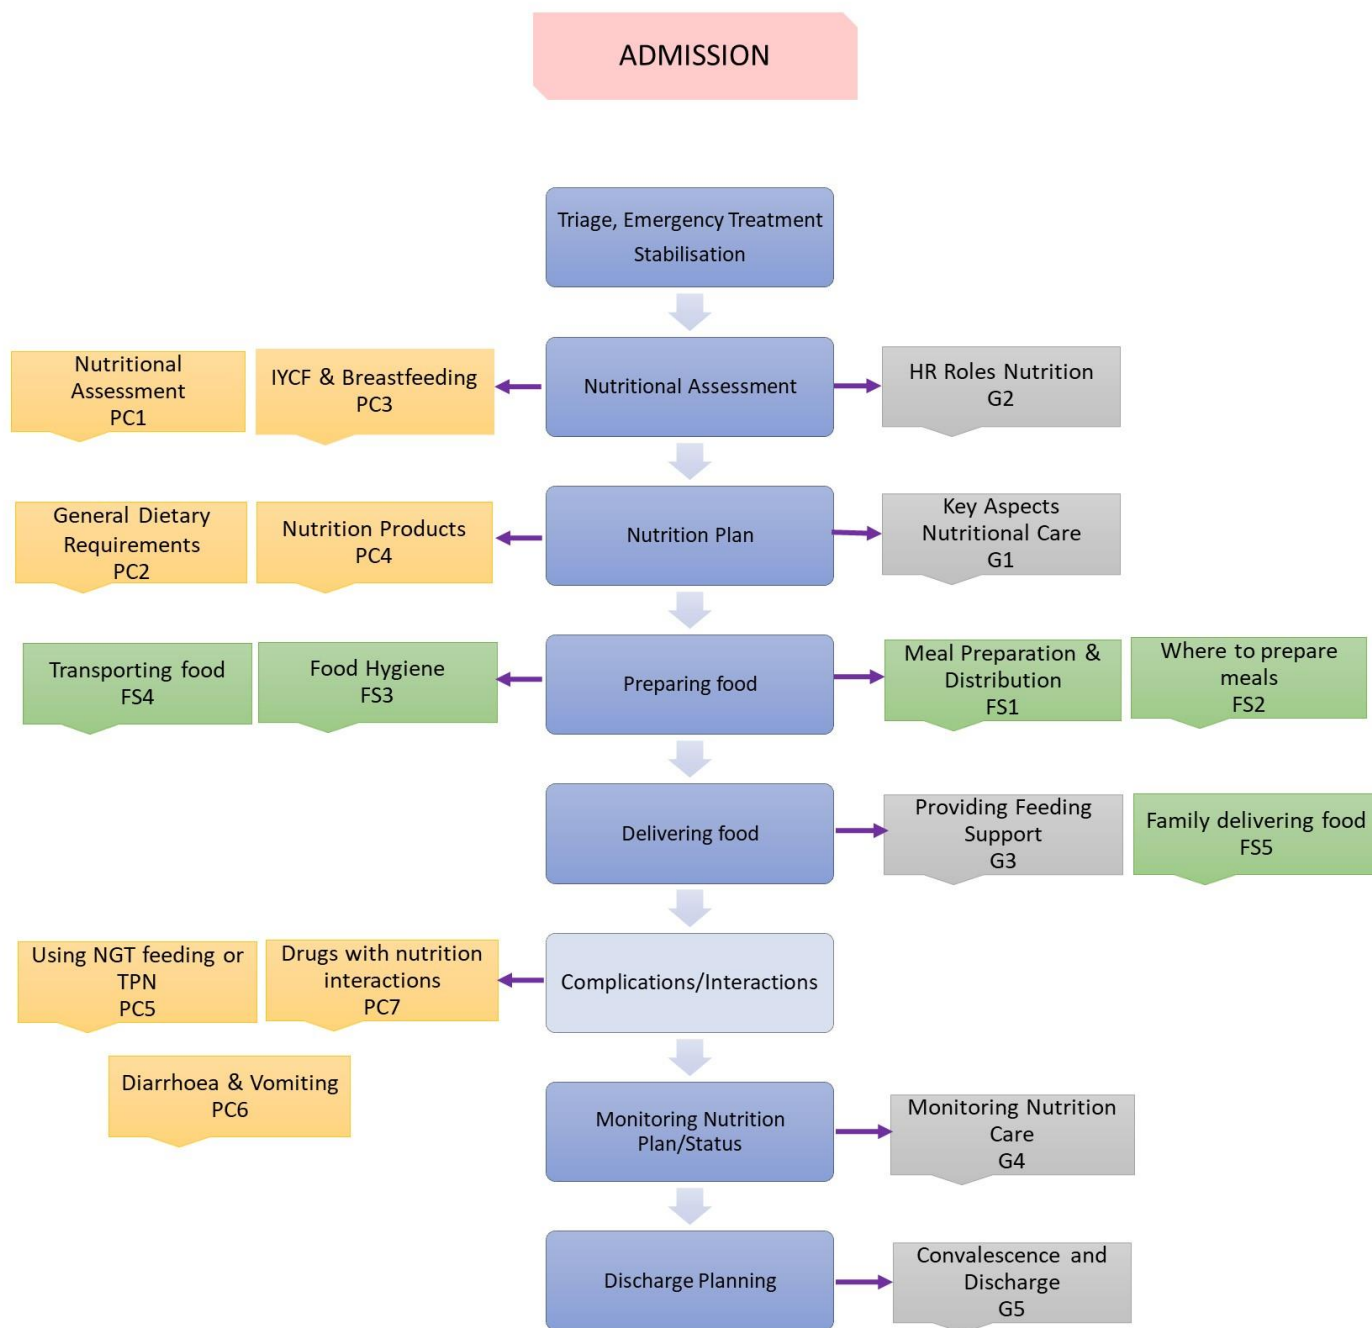 ADMISSION
Triage, Emergency Treatment
Stabilisation
Nutritional
Assessment
PC1
IYCF & Breastfeeding
PC3
Nutritional Assessment
HR Roles Nutrition
G2
General Dietary
Requirements
PC2
Nutrition Products
PC4
Nutrition Plan
Key Aspects
Nutritional Care
G1
Transporting food
FS4
Food Hygiene
FS3
Preparing food
Meal Preparation &
Distribution
FS1
Where to prepare
meals
FS2
Delivering food
Providing Feeding
Support
G3
Family delivering food
FS5
Using NGT feeding or
TPN
PC5
Drugs with nutrition
interactions
PC7
Complications/Interactions
Diarrhoea & Vomiting
PC6
Monitoring Nutrition
Plan/Status
Monitoring Nutrition
Care
G4
Discharge Planning
Convalescence and
Discharge
G5